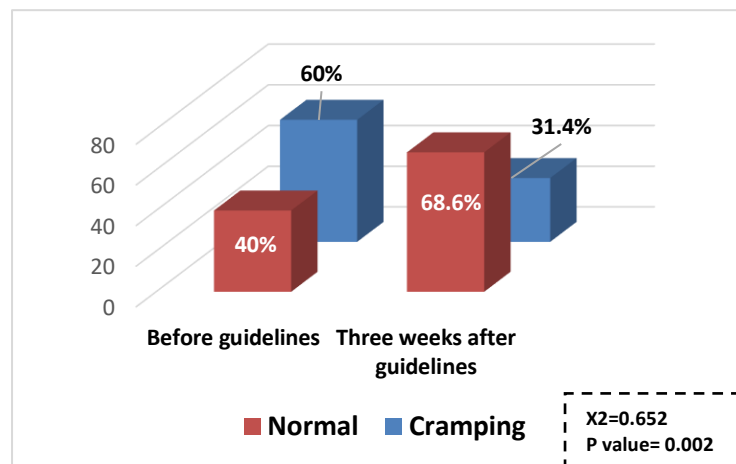 60%
31.4%
80
60
40
20
0
40%
68.6%
Before guidelines
Three weeks after
guidelines
Normal
Cramping
X2=0.652
P value= 0.002